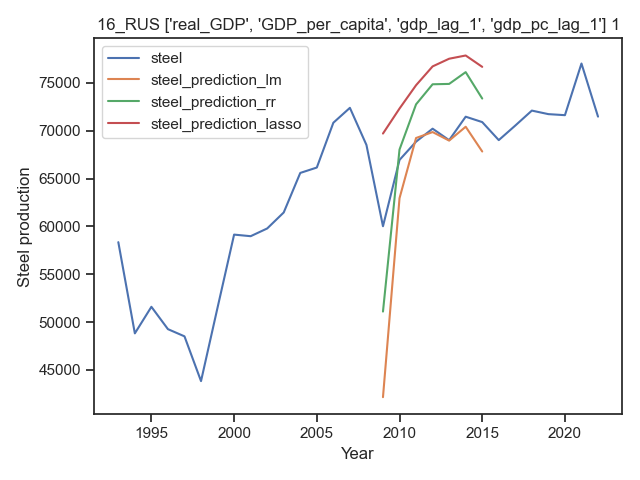 16_RUS ['real_GDP', 'GDP_per_capita', 'gdp_lag_1', 'gdp_pc_lag_1'] 1
steel
steel_prediction_lm
steel_prediction_rr
steel_prediction_lasso
Steel production
75000
70000
65000
60000
55000
50000
45000
1995 2000 2005 2010 2015 2020
Year